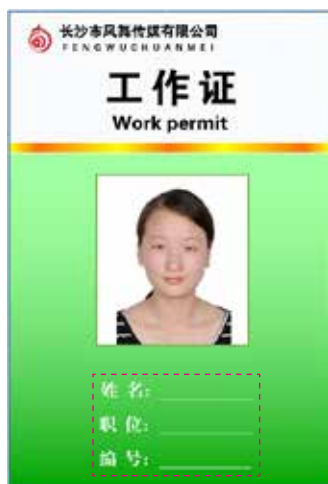 长沙市风舞传媒有限公司
FENGWUCHUANMEI
工作证
Work permit
姓 名:
职 位:
编 号: